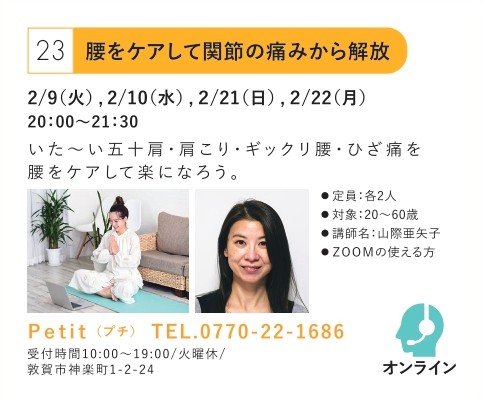 23 腰をケアして関節の痛みから解放
2/9(火) , 2/10(水) , 2/21(日) , 2/22(月)
20:00〜21:30
いた〜い五十肩・肩こり・ギックリ腰・ひざ痛を
腰をケアして楽になろう。
●定員:各2人
●対象:20〜60歳
●講師名:山際亜矢子
●ZOOMの使える方
Petit (プチ) TEL.0770-22-1686
受付時間10:00〜19:00/火曜休/
敦賀市神楽町1-2-24
オンライン